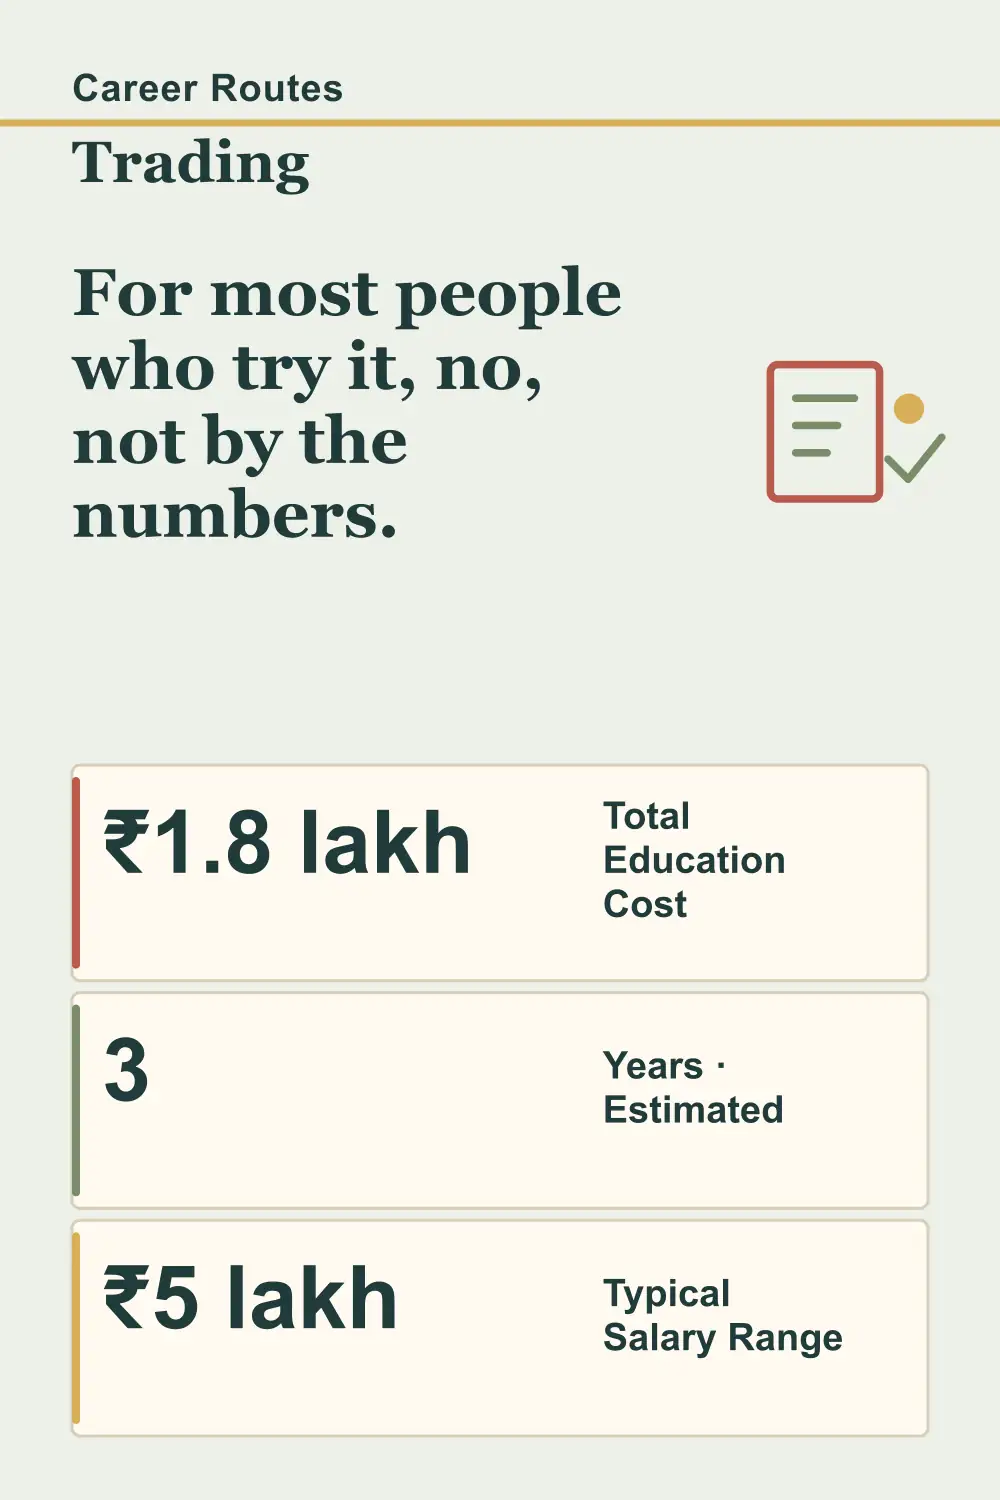 Career Routes
Trading
For most people
who try it, no,
not by the
numbers.
₹1.8 lakh
Total
Education
Cost
3
Years ·
Estimated
₹5 lakh
Typical
Salary Range